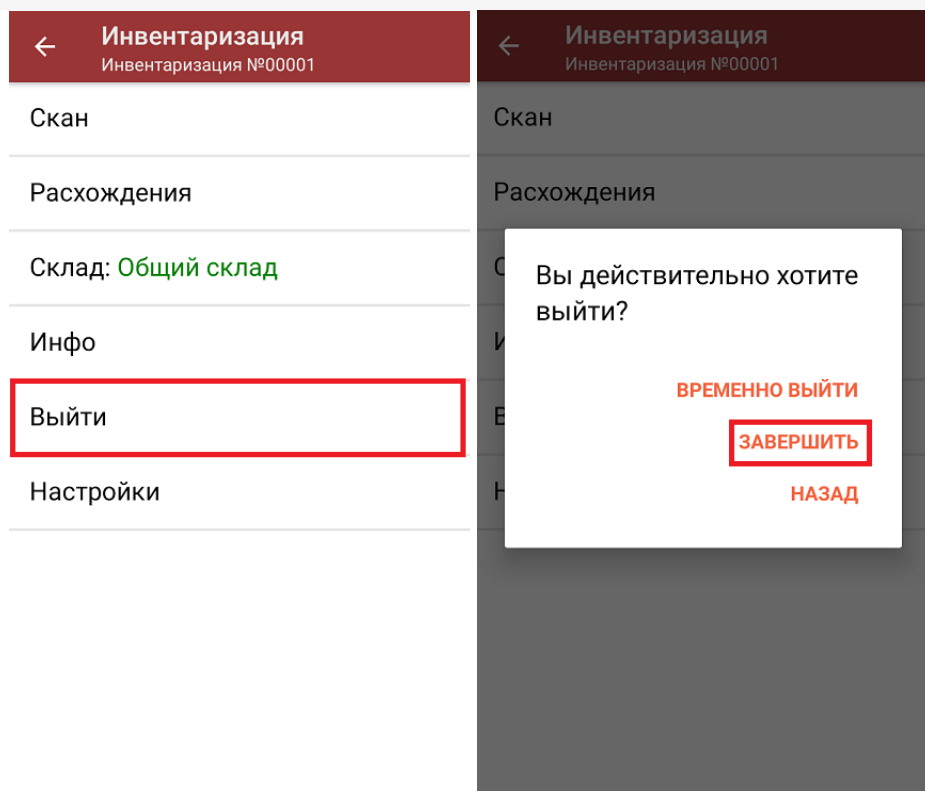 Инвентаризация
Инвентаризация №00001
Скан
Расхождения
Склад: Общий склад
Инфо
Выйти
Настройки
Инвентаризация
Инвентаризация №00001
Скан
Расхождения
Вы действительно хотите
выйти?
ВРЕМЕННО ВЫЙТИ
ЗАВЕРШИТЬ
НАЗАД